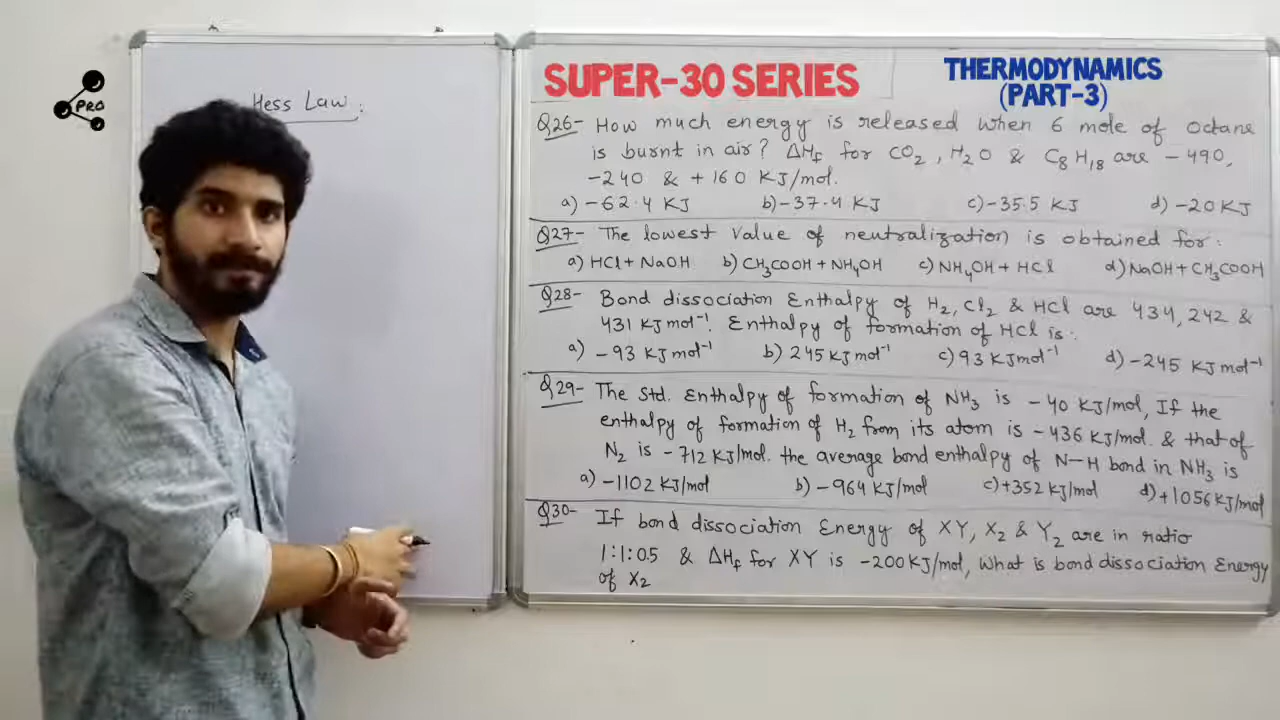 PRO
Hess Law :
SUPER-30 SERIES
THERMODYNAMICS
(PART-3)
Q26- How much energy is released when 6 mole of octane
is burnt in air? ΔHf for CO2, H2O & C8H18 are -490,
-240 & +160 KJ/mol.
a) -62.4 KJ b) -37.4 KJ c) -35.5 KJ d) -20 KJ
Q27- The lowest value of neutralization is obtained for:
a) HCl + NaOH b) CH3COOH + NH4OH c) NH4OH + HCl d) NaOH + CH3COOH
Q28- Bond dissociation Enthalpy of H2, Cl2 & HCl are 434, 242 &
431 KJ mol⁻¹. Enthalpy of formation of HCl is:
a) -93 KJ mol⁻¹ b) 245 KJ mol⁻¹ c) 93 KJ mol⁻¹ d) -245 KJ mol⁻¹
Q29- The Std. Enthalpy of formation of NH3 is -40 KJ/mol, If the
enthalpy of formation of H2 from its atom is -436 KJ/mol. & that of
N2 is -712 KJ/mol. the average bond enthalpy of N-H bond in NH3 is
a) -1102 KJ/mol b) -964 KJ/mol c) +352 KJ/mol d) +1056 KJ/mol
Q30- If bond dissociation Energy of XY, X2 & Y2 are in ratio
1:1:0.5 & ΔHf for XY is -200 KJ/mol, What is bond dissociation Energy
of X2